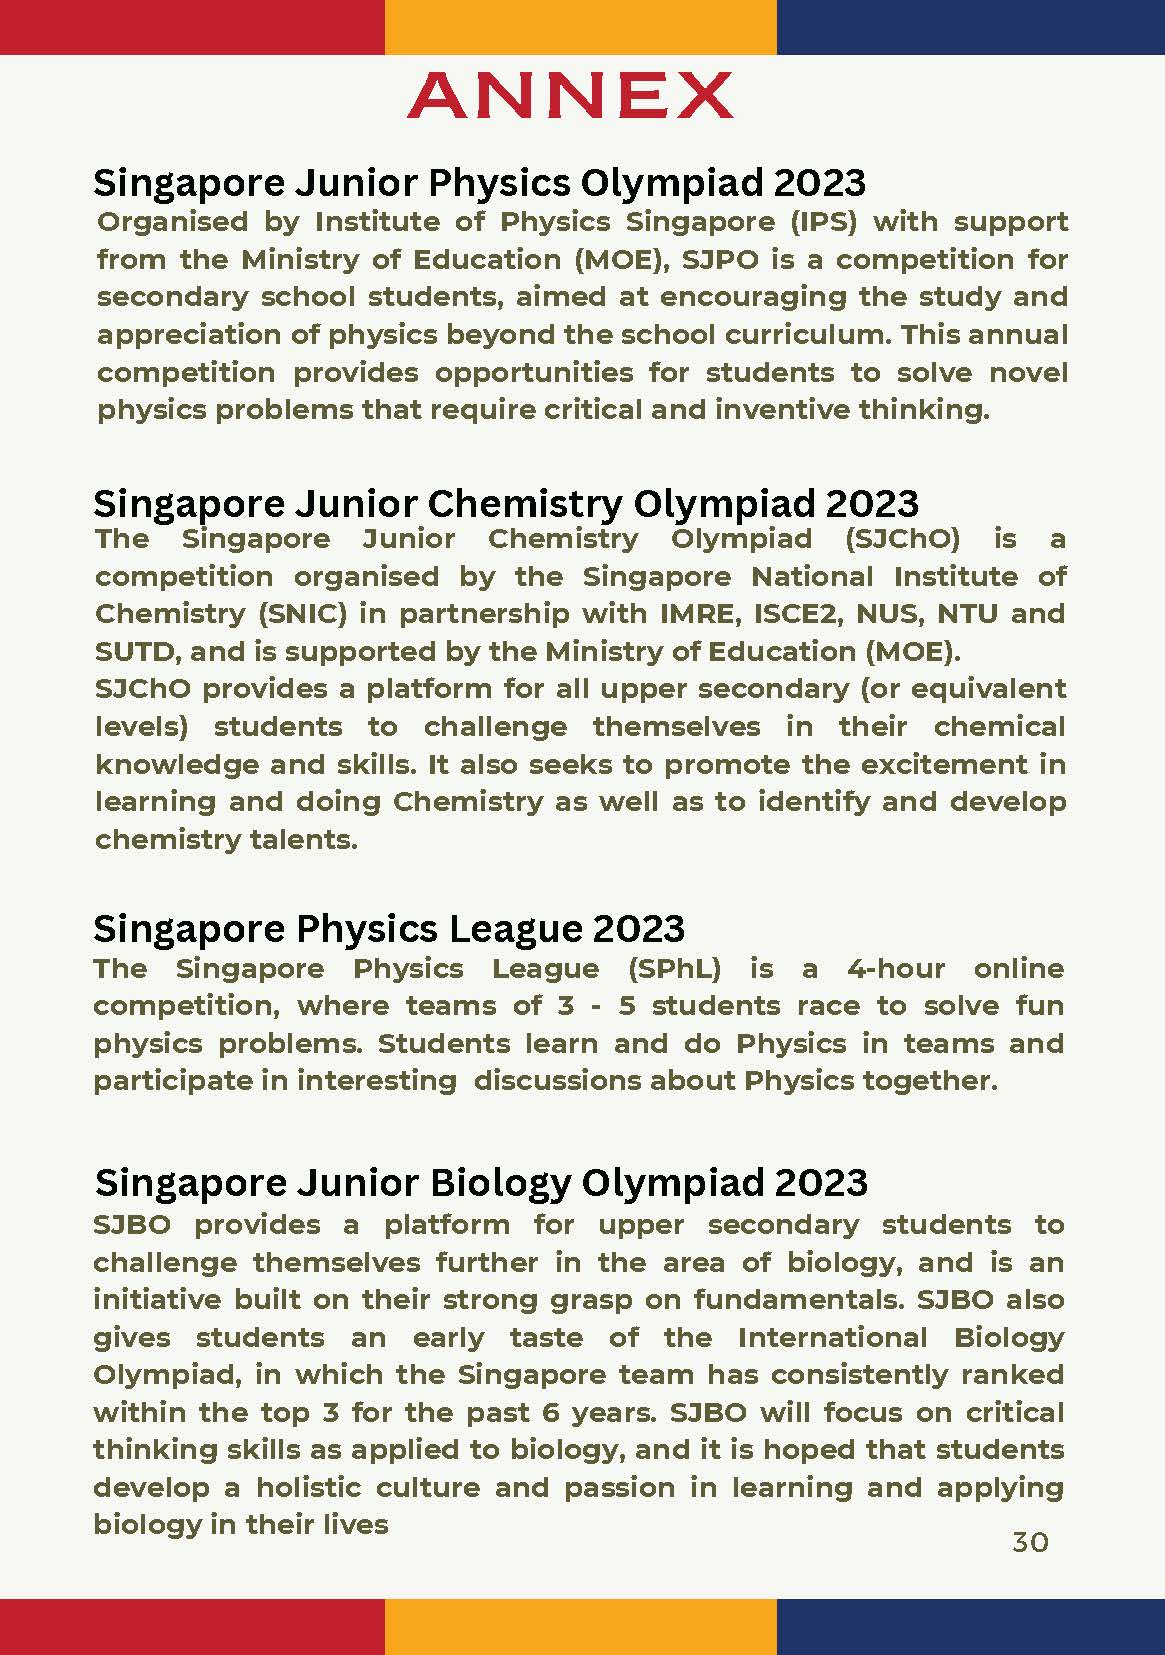 ANNEX
Singapore Junior Physics Olympiad 2023
Organised by Institute of Physics Singapore (IPS) with support
from the Ministry of Education (MOE), SJPO is a competition for
secondary school students, aimed at encouraging the study and
appreciation of physics beyond the school curriculum. This annual
competition provides opportunities for students to solve novel
physics problems that require critical and inventive thinking.
Singapore Junior Chemistry Olympiad 2023
The Singapore Junior Chemistry Olympiad (SJChO) is a
competition organised by the Singapore National Institute of
Chemistry (SNIC) in partnership with IMRE, ISCE2, NUS, NTU and
SUTD, and is supported by the Ministry of Education (MOE).
SJChO provides a platform for all upper secondary (or equivalent
levels) students to challenge themselves in their chemical
knowledge and skills. It also seeks to promote the excitement in
learning and doing Chemistry as well as to identify and develop
chemistry talents.
Singapore Physics League 2023
The Singapore Physics League (SPhL) is a 4-hour online
competition, where teams of 3 - 5 students race to solve fun
physics problems. Students learn and do Physics in teams and
participate in interesting discussions about Physics together.
Singapore Junior Biology Olympiad 2023
SJBO provides a platform for upper secondary students to
challenge themselves further in the area of biology, and is an
initiative built on their strong grasp on fundamentals. SJBO also
gives students an early taste of the International Biology
Olympiad, in which the Singapore team has consistently ranked
within the top 3 for the past 6 years. SJBO will focus on critical
thinking skills as applied to biology, and it is hoped that students
develop a holistic culture and passion in learning and applying
biology in their lives
30